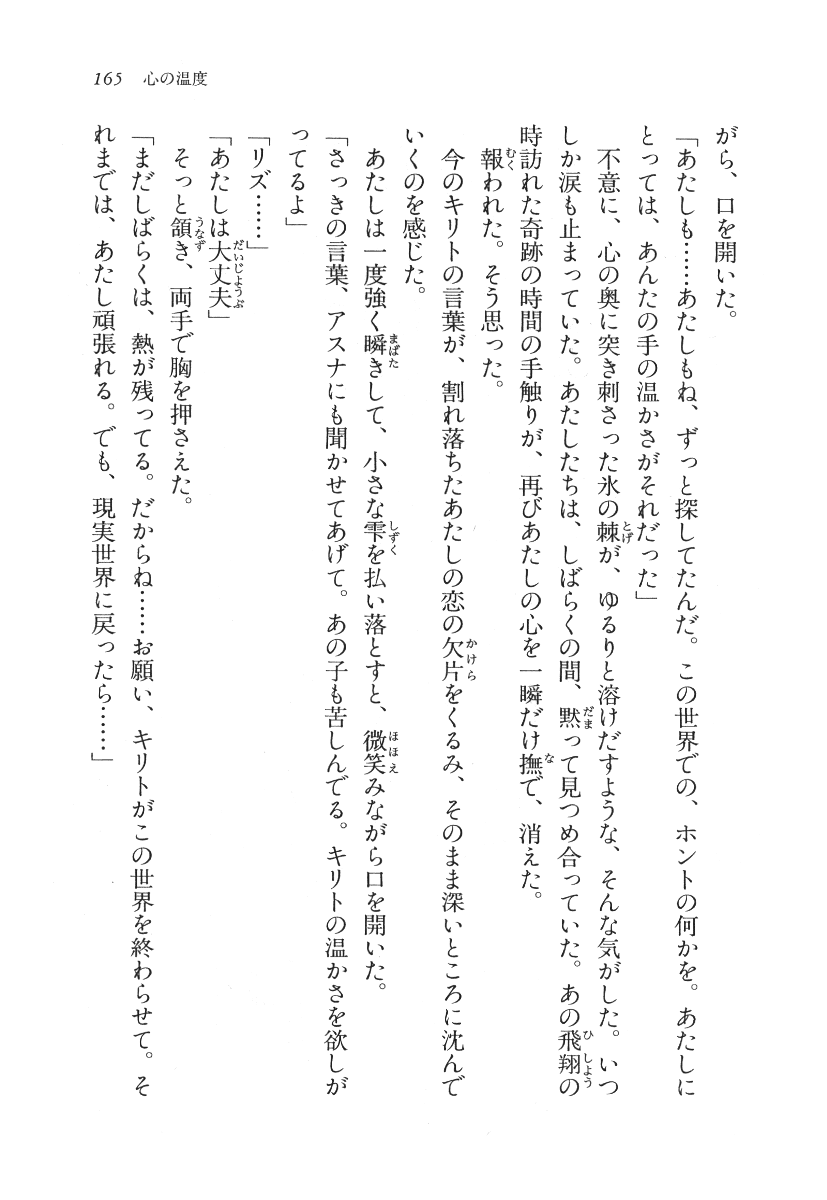 165 心の温度
がら、口を開いた。
「あたしも……あたしもね、ずっと探してたんだ。この世界での、ホントの何かを。あたしに
とっては、あんたの手の温かさがそれだった」
不意に、心の奥に突き刺さった氷の棘が、ゆるりと溶けだすような、そんな気がした。いつ
しか涙も止まっていた。あたしたちは、しばらくの間、黙って見つめ合っていた。あの飛翔の
時訪れた奇跡の時間の手触りが、再びあたしの心を一瞬だけ撫で、消えた。
報われた。そう思った。
今のキリトの言葉が、割れ落ちたあたしの恋の欠片をくるみ、そのまま深いところに沈んで
いくのを感じた。
あたしは一度強く瞬きして、小さな雫を払い落とすと、微笑みながら口を開いた。
「さっきの言葉、アスナにも聞かせてあげて。あの子も苦しんでる。キリトの温かさを欲しが
ってるよ」
「リズ……」
「あたしは大丈夫」
そっと頷き、両手で胸を押さえた。
「まだしばらくは、熱が残ってる。だからね……お願い、キリトがこの世界を終わらせて。そ
れまでは、あたし頑張れる。でも、現実世界に戻ったら……」